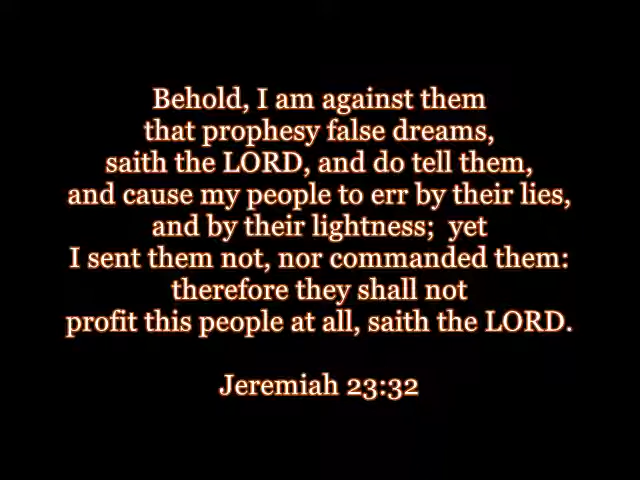 Behold, I am against them
that prophesy false dreams,
saith the LORD, and do tell them,
and cause my people to err by their lies,
and by their lightness;  yet
I sent them not, nor commanded them:
therefore they shall not
profit this people at all, saith the LORD.
Jeremiah 23:32